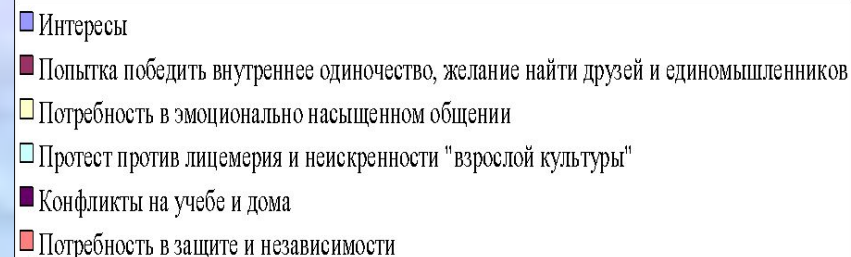 Интересы
Попытка победить внутреннее одиночество, желание найти друзей и единомышленников
Потребность в эмоционально насыщенном общении
Протест против лицемерия и неискренности "взрослой культуры"
Конфликты на учебе и дома
Потребность в защите и независимости